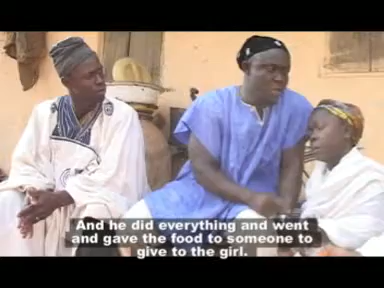 And he did everything and went
and gave the food to someone to
give to the girl.